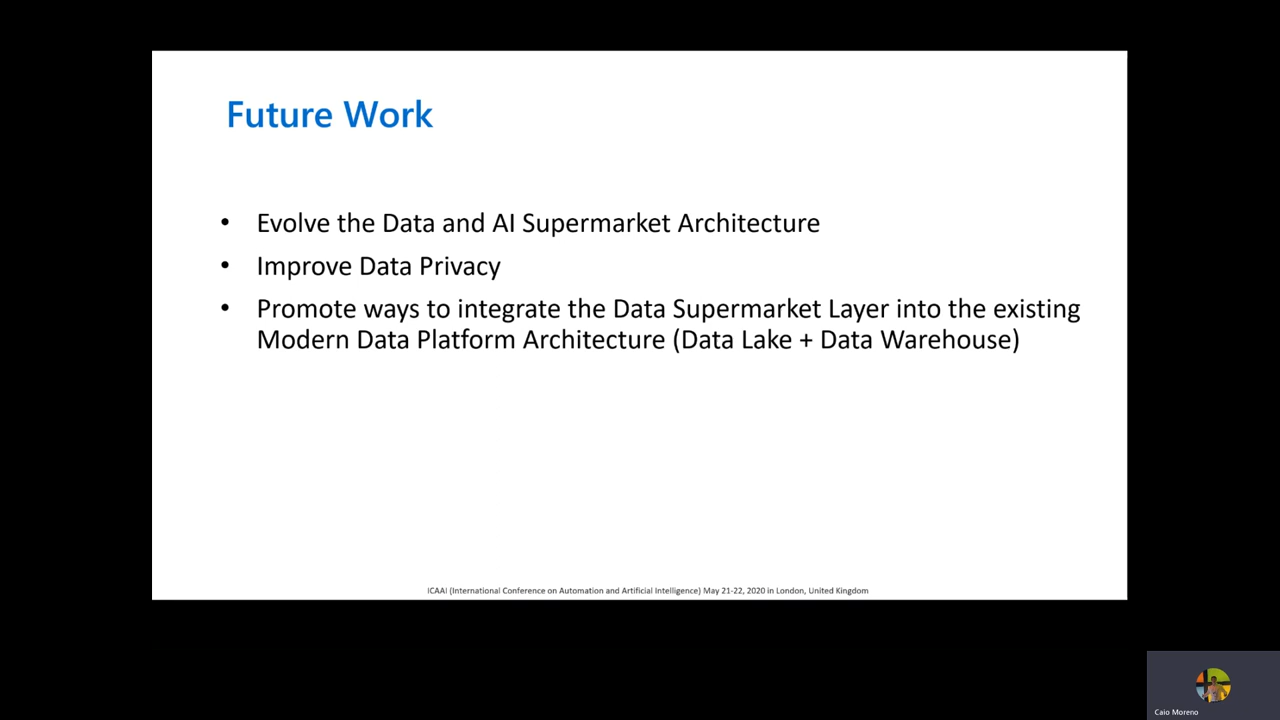 Future Work
• Evolve the Data and AI Supermarket Architecture
• Improve Data Privacy
• Promote ways to integrate the Data Supermarket Layer into the existing
Modern Data Platform Architecture (Data Lake + Data Warehouse)
ICAAI (International Conference on Automation and Artificial Intelligence) May 21-22, 2020 in London, United Kingdom
Caio Moreno